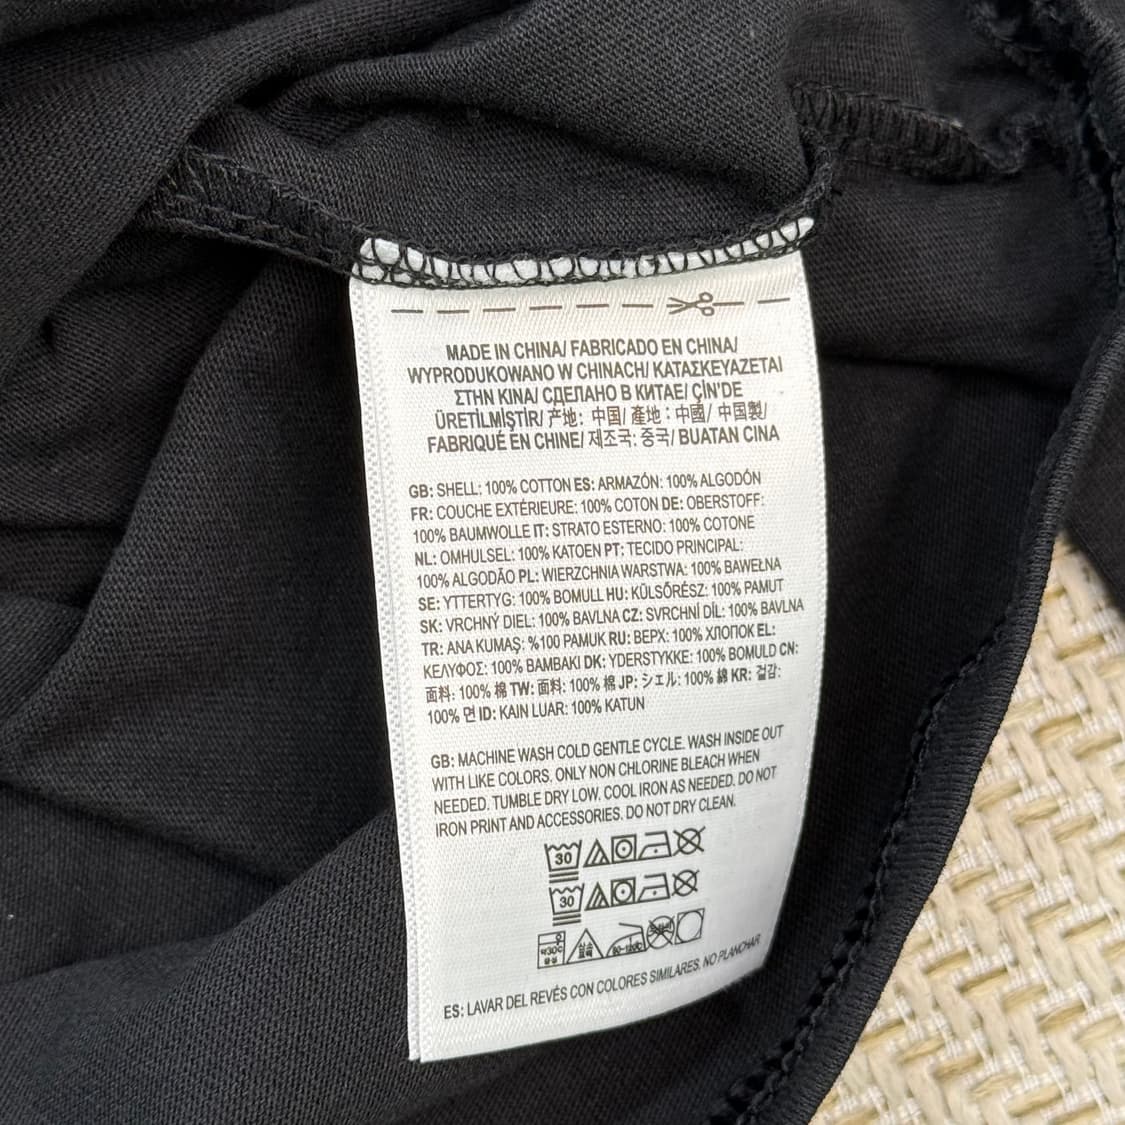 MADE IN CHINA/ FABRICADO EN CHINA/
WYPRODUKOWANO W CHINACH/ ΚΑΤΑΣΚΕΥΑΖΕΤΑΙ
ΣΤΗΝ ΚΙΝΑ/ СДЕЛАНО В КИТАЕ/ ÇİN'DE
ÜRETİLMİŞTİR/ 产地: 中国/ 產地: 中國/ 中国製/
FABRIQUÉ EN CHINE/ 제조국: 중국/ BUATAN CINA
GB: SHELL: 100% COTTON ES: ARMAZÓN: 100% ALGODÓN
FR: COUCHE EXTÉRIEURE: 100% COTON DE: OBERSTOFF:
100% BAUMWOLLE IT: STRATO ESTERNO: 100% COTONE
NL: OMHULSEL: 100% KATOEN PT: TECIDO PRINCIPAL:
100% ALGODÃO PL: WIERZCHNIA WARSTWA: 100% BAWEŁNA
SE: YTTERTYG: 100% BOMULL HU: KÜLSŐRÉSZ: 100% PAMUT
SK: VRCHNÝ DIEL: 100% BAVLNA CZ: SVRCHNÍ DÍL: 100% BAVLNA
TR: ANA KUMAŞ: %100 PAMUK RU: ВЕРХ: 100% ХЛОПОК EL:
ΚΕΛΥΦΟΣ: 100% ΒΑΜΒΑΚΙ DK: YDERSTYKKE: 100% BOMULD CN:
面料: 100% 棉 TW: 面料: 100% 棉 JP: シェル: 100% 綿 KR: 겉감:
100% 면 ID: KAIN LUAR: 100% KATUN
GB: MACHINE WASH COLD GENTLE CYCLE. WASH INSIDE OUT
WITH LIKE COLORS. ONLY NON CHLORINE BLEACH WHEN
NEEDED. TUMBLE DRY LOW. COOL IRON AS NEEDED. DO NOT
IRON PRINT AND ACCESSORIES. DO NOT DRY CLEAN.
30
30
ES: LAVAR DEL REVÉS CON COLORES SIMILARES. NO PLANCHAR